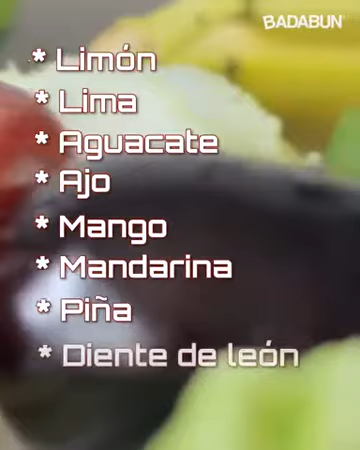 BADABUN
* Limón
* Lima
* Aguacate
* Ajo
* Mango
* Mandarina
* Piña
* Diente de león